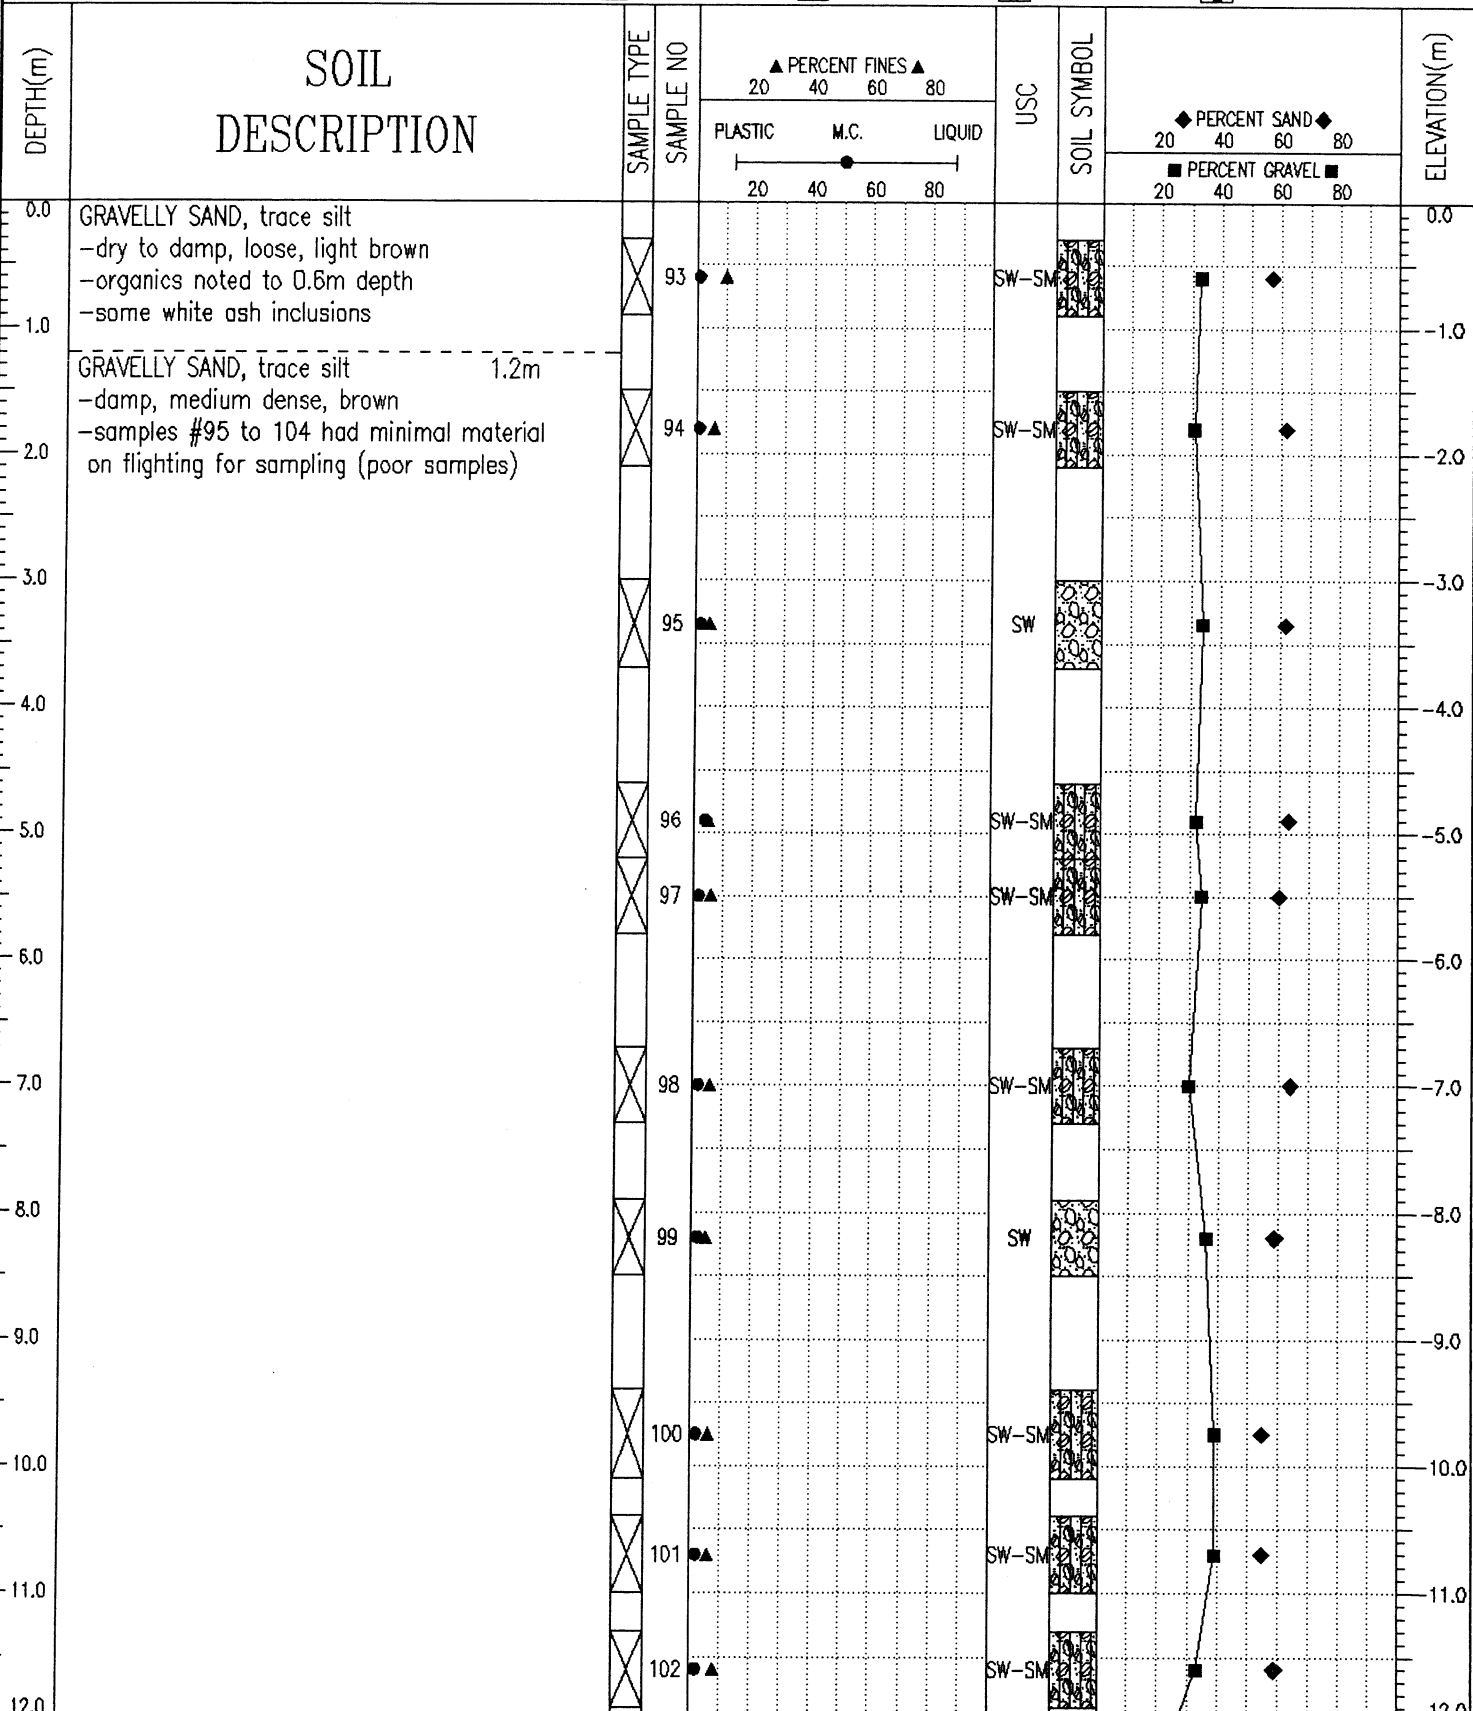 DEPTH(m)
SOIL
DESCRIPTION
SAMPLE TYPE
SAMPLE NO
▲ PERCENT FINES ▲
20 40 60 80
PLASTIC M.C. LIQUID
20 40 60 80
USC
SOIL SYMBOL
◆ PERCENT SAND ◆
20 40 60 80
■ PERCENT GRAVEL ■
20 40 60 80
ELEVATION(m)
0.0 GRAVELLY SAND, trace silt 0.0
-dry to damp, loose, light brown
-organics noted to 0.6m depth 93 SW-SM
-some white ash inclusions
1.0 -1.0
GRAVELLY SAND, trace silt 1.2m
-damp, medium dense, brown
-samples #95 to 104 had minimal material 94 SW-SM
2.0 -2.0
on flighting for sampling (poor samples)
3.0 -3.0
95 SW
4.0 -4.0
96 SW-SM
5.0 -5.0
97 SW-SM
6.0 -6.0
7.0 98 SW-SM -7.0
8.0 -8.0
99 SW
9.0 -9.0
100 SW-SM
10.0 -10.0
101 SW-SM
11.0 -11.0
102 SW-SM
12.0